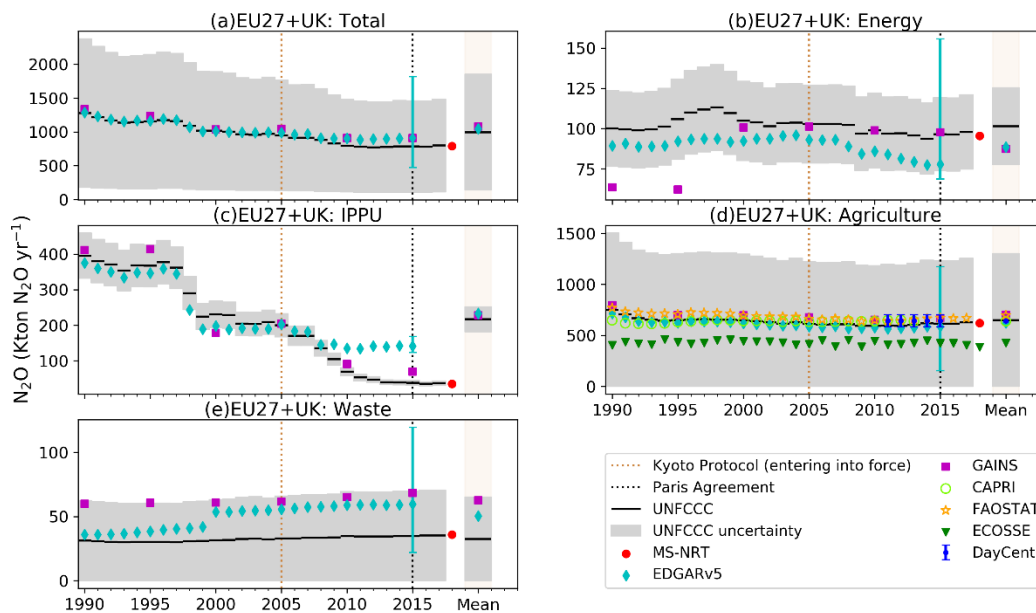 (a)EU27+UK: Total
(b)EU27+UK: Energy
2000
1500
1000
500
0
150
125
100
75
(c)EU27+UK: IPPU
(d)EU27+UK: Agriculture
400
300
200
100
1500
1000
500
0
1990 1995 2000 2005 2010 2015 Mean
(e)EU27+UK: Waste
100
50
0
1990 1995 2000 2005 2010 2015 Mean
N₂O (Kton N₂O yr⁻¹)
Kyoto Protocol (entering into force)
Paris Agreement
UNFCCC
UNFCCC uncertainty
MS-NRT
EDGARv5
GAINS
CAPRI
FAOSTAT
ECOSSE
DayCent